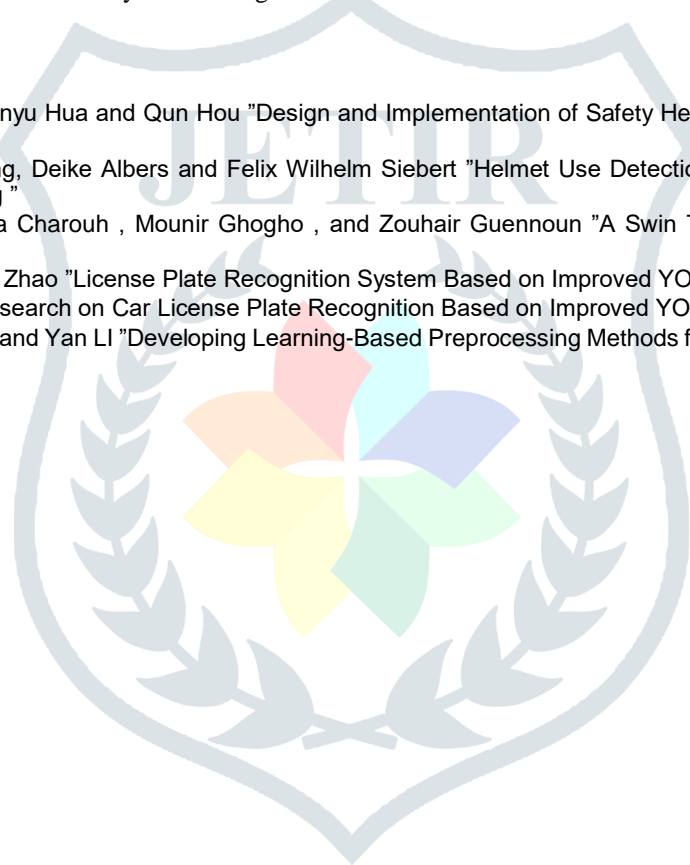 JETIR
nyu Hua and Qun Hou ”Design and Implementation of Safety He
ng, Deike Albers and Felix Wilhelm Siebert ”Helmet Use Detectio
g ”
a Charouh , Mounir Ghogho , and Zouhair Guennoun ”A Swin T
Zhao ”License Plate Recognition System Based on Improved YO
search on Car License Plate Recognition Based on Improved YO
and Yan LI ”Developing Learning-Based Preprocessing Methods f